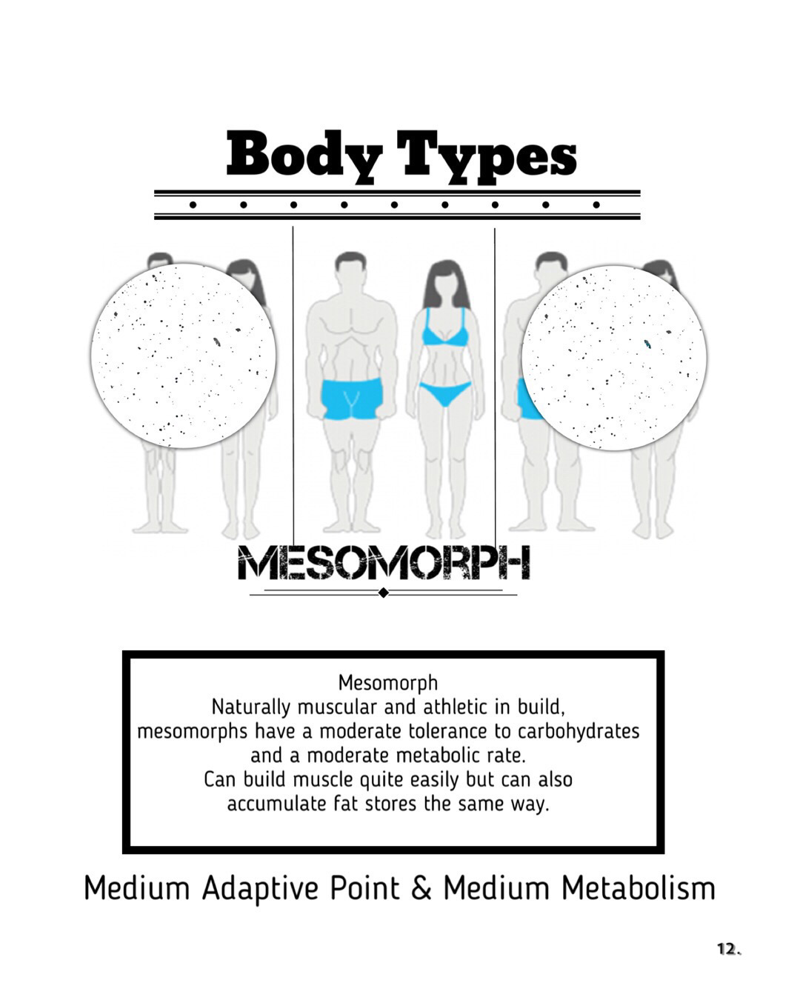 Body Types
MESOMORPH
Mesomorph
Naturally muscular and athletic in build,
mesomorphs have a moderate tolerance to carbohydrates
and a moderate metabolic rate.
Can build muscle quite easily but can also
accumulate fat stores the same way.
Medium Adaptive Point & Medium Metabolism
12.